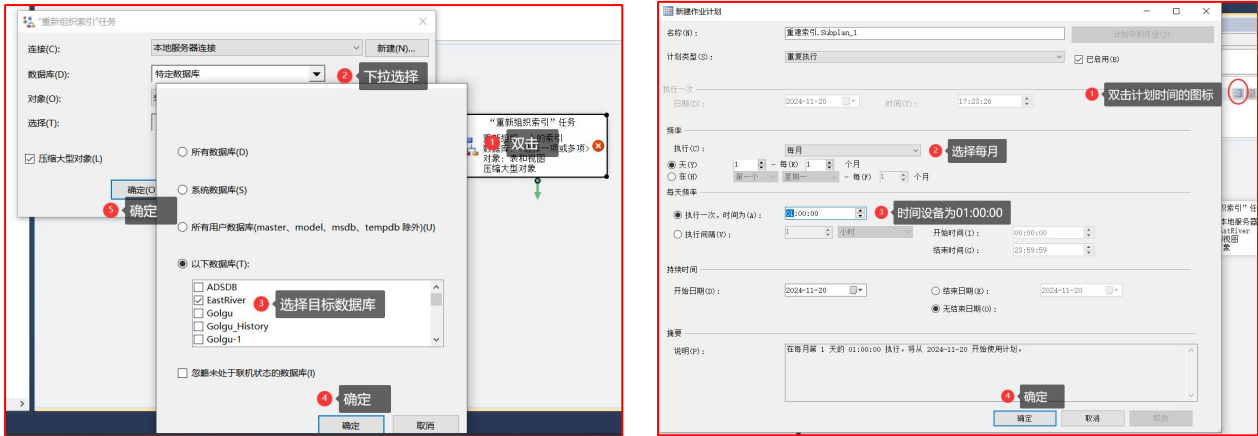 "重新组织索引"任务
连接(C):
本地服务器连接
新建(N)...
数据库(D):
特定数据库
2 下拉选择
对象(O):
选择(T):
压缩大型对象(L)
确定(O
5 确定
所有数据库(D)
系统数据库(S)
所有用户数据库(master、model、msdb、tempdb 除外)(U)
以下数据库(T):
ADSDB
EastRiver
Golgu
Golgu_History
Golgu-1
3 选择目标数据库
忽略未处于联机状态的数据库(I)
4 确定
确定
取消
"重新组织索引"任务
1 双击
对象: 表和视图
压缩大型对象
新建作业计划
名称(N):
重建索引.Subplan_1
计划中的作业(J)
计划类型(S):
重复执行
已启用(B)
执行一次
日期(D):
2024-11-20
时间(T):
17:23:26
1 双击计划时间的图标
频率
执行(C):
每月
2 选择每月
天(Y)
1
- 每(R)
1
个月
在(H)
第一个
星期一
- 每(F)
1
个月
每天频率
执行一次, 时间为(A):
01:00:00
3 时间设备为01:00:00
执行间隔(V):
1
小时
开始时间(I):
00:00:00
结束时间(G):
23:59:59
持续时间
开始日期(D):
2024-11-20
结束日期(E):
2024-11-20
无结束日期(O):
摘要
说明(P):
在每月第 1 天的 01:00:00 执行。将从 2024-11-20 开始使用计划。
4 确定
确定
取消
帮助